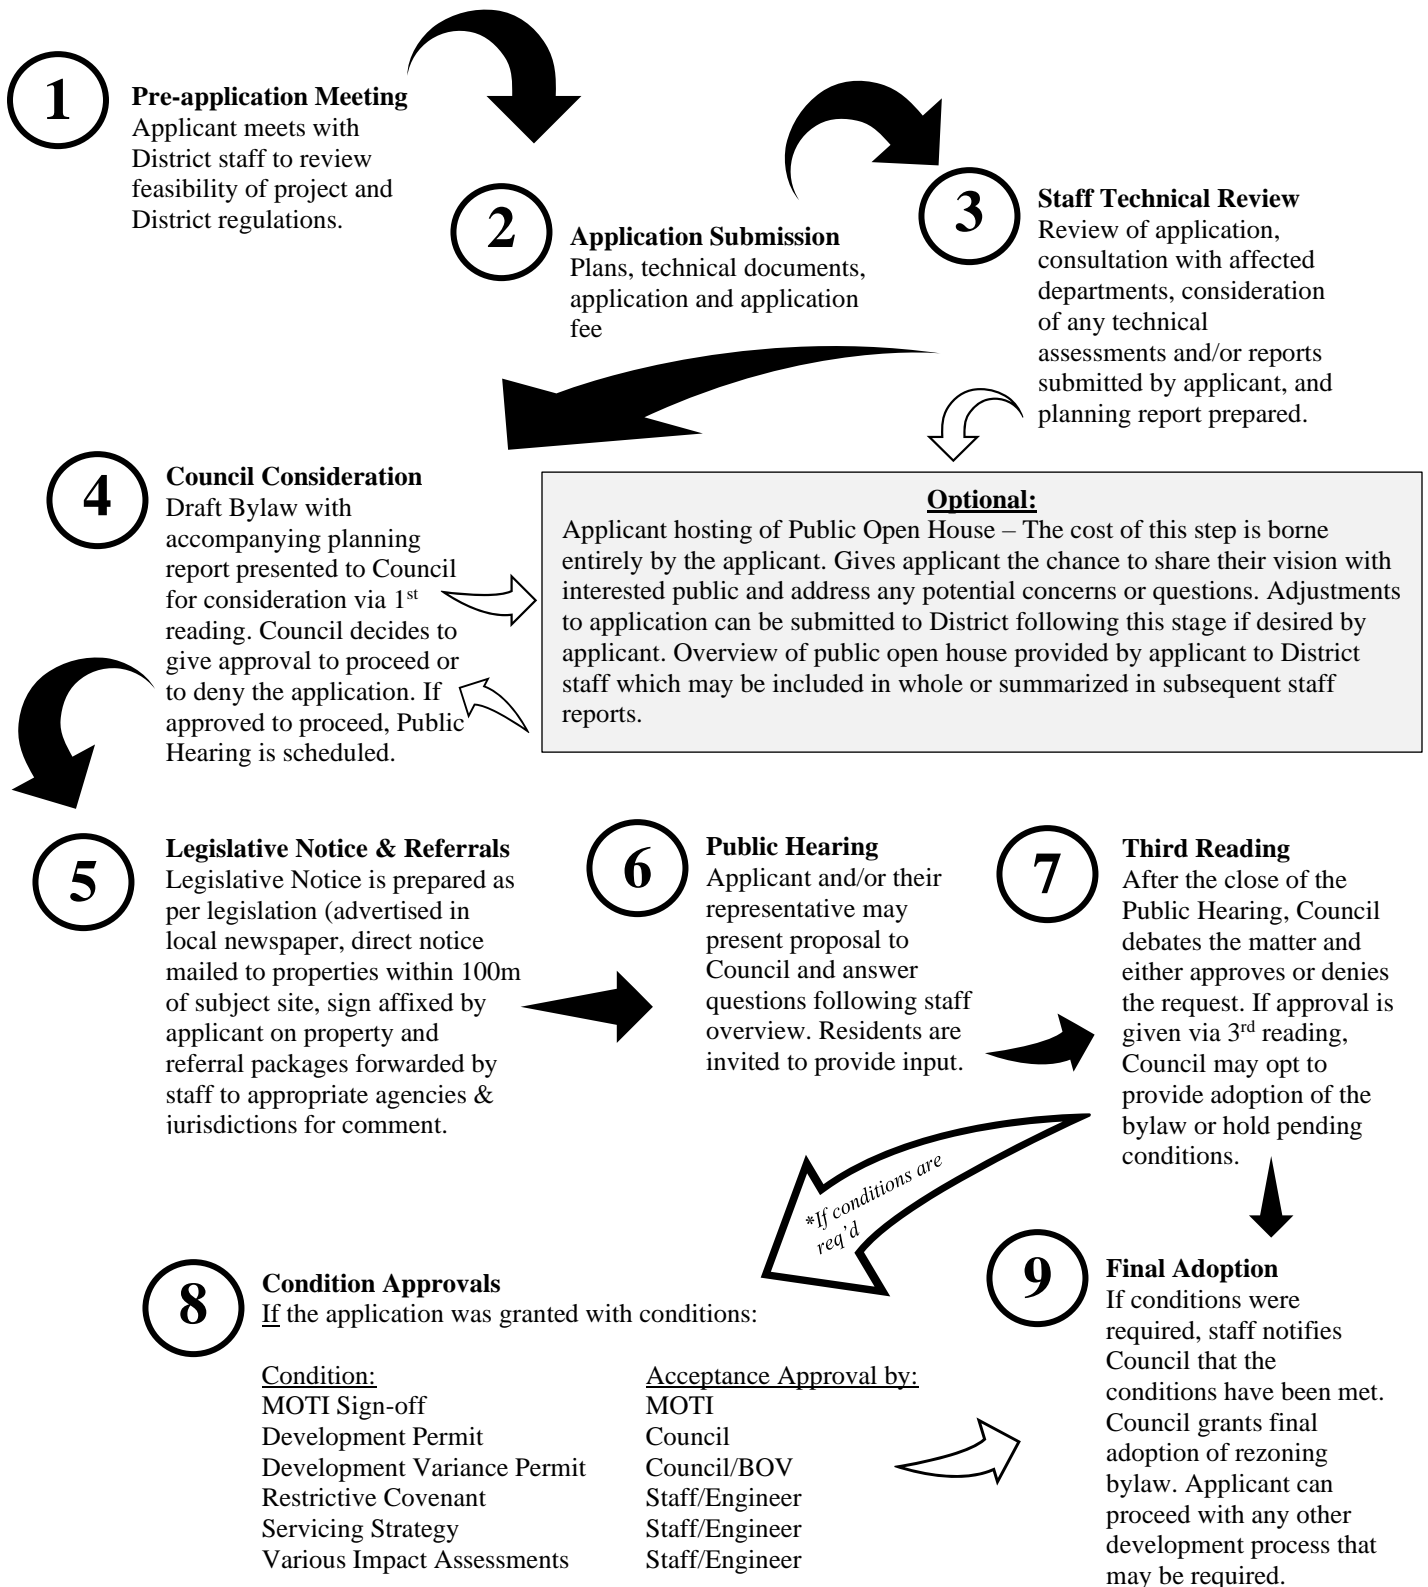 1
Pre-application Meeting
Applicant meets with
District staff to review
feasibility of project and
District regulations.
2
Application Submission
Plans, technical documents,
application and application
fee
3
Staff Technical Review
Review of application,
consultation with affected
departments, consideration
of any technical
assessments and/or reports
submitted by applicant, and
planning report prepared.
4
Council Consideration
Draft Bylaw with
accompanying planning
report presented to Council
for consideration via 1st
reading. Council decides to
give approval to proceed or
to deny the application. If
approved to proceed, Public
Hearing is scheduled.
Optional:
Applicant hosting of Public Open House – The cost of this step is borne
entirely by the applicant. Gives applicant the chance to share their vision with
interested public and address any potential concerns or questions. Adjustments
to application can be submitted to District following this stage if desired by
applicant. Overview of public open house provided by applicant to District
staff which may be included in whole or summarized in subsequent staff
reports.
5
Legislative Notice & Referrals
Legislative Notice is prepared as
per legislation (advertised in
local newspaper, direct notice
mailed to properties within 100m
of subject site, sign affixed by
applicant on property and
referral packages forwarded by
staff to appropriate agencies &
jurisdictions for comment.
6
Public Hearing
Applicant and/or their
representative may
present proposal to
Council and answer
questions following staff
overview. Residents are
invited to provide input.
7
Third Reading
After the close of the
Public Hearing, Council
debates the matter and
either approves or denies
the request. If approval is
given via 3rd reading,
Council may opt to
provide adoption of the
bylaw or hold pending
conditions.
*If conditions are
req'd
8
Condition Approvals
If the application was granted with conditions:
Condition: Acceptance Approval by:
MOTI Sign-off MOTI
Development Permit Council
Development Variance Permit Council/BOV
Restrictive Covenant Staff/Engineer
Servicing Strategy Staff/Engineer
Various Impact Assessments Staff/Engineer
9
Final Adoption
If conditions were
required, staff notifies
Council that the
conditions have been met.
Council grants final
adoption of rezoning
bylaw. Applicant can
proceed with any other
development process that
may be required.